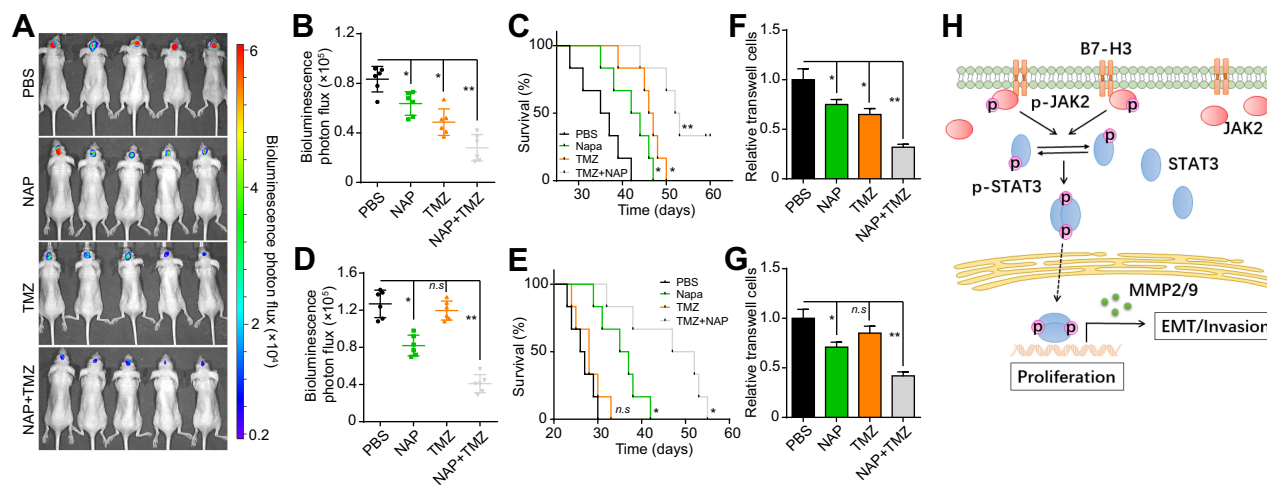 A
PBS
NAP
TMZ
NAP+TMZ
6
4
2
0.2
Bioluminescence photon flux (×10⁴)
B
Bioluminescence
photon flux (×10⁵)
1.2
0.8
0.4
0
*
*
**
PBS
NAP
TMZ
NAP+TMZ
C
Survival (%)
100
50
0
PBS
Napa
TMZ
TMZ+NAP
**
*
*
30
40
50
60
Time (days)
D
Bioluminescence
photon flux (×10⁵)
1.6
1.2
0.8
0.4
0
*
n.s
**
PBS
NAP
TMZ
NAP+TMZ
E
Survival (%)
100
50
0
PBS
Napa
TMZ
TMZ+NAP
n.s
*
*
20
30
40
50
60
Time (days)
F
Relative transwell cells
1.5
1.0
0.5
0.0
*
*
**
PBS
NAP
TMZ
NAP+TMZ
G
Relative transwell cells
1.5
1.0
0.5
0.0
*
n.s
**
PBS
NAP
TMZ
NAP+TMZ
H
B7-H3
p
p-JAK2
p
JAK2
p
STAT3
p-STAT3
p
p
p
MMP2/9
p
p
EMT/Invasion
Proliferation